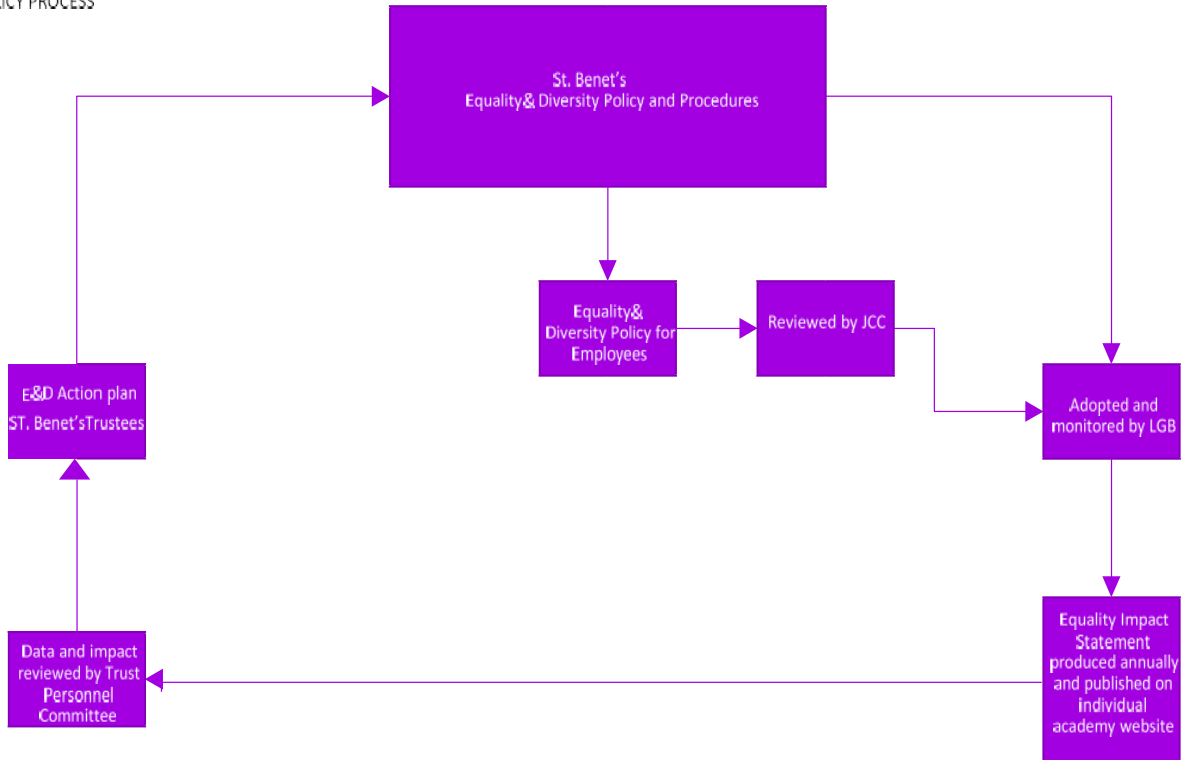 PROCESS
St. Benet's
Equality& Diversity Policy and Procedures
Equality&
Diversity Policy for
Employees
Reviewed by JCC
E&D Action plan
ST. Benet'sTrustees
Adopted and
monitored by LGB
Equality Impact
Statement
produced annually
and published on
individual
academy website
Data and impact
reviewed by Trust
Personnel
Committee